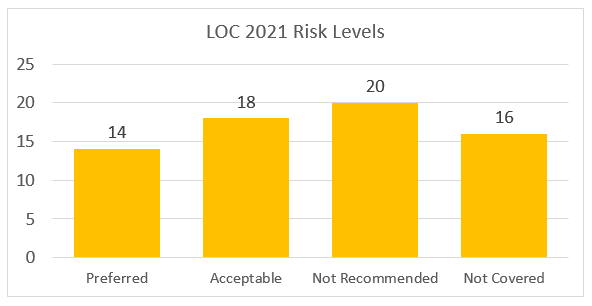 LOC 2021 Risk Levels
25
20
15
10
5
0
14
18
20
16
Preferred
Acceptable
Not Recommended
Not Covered